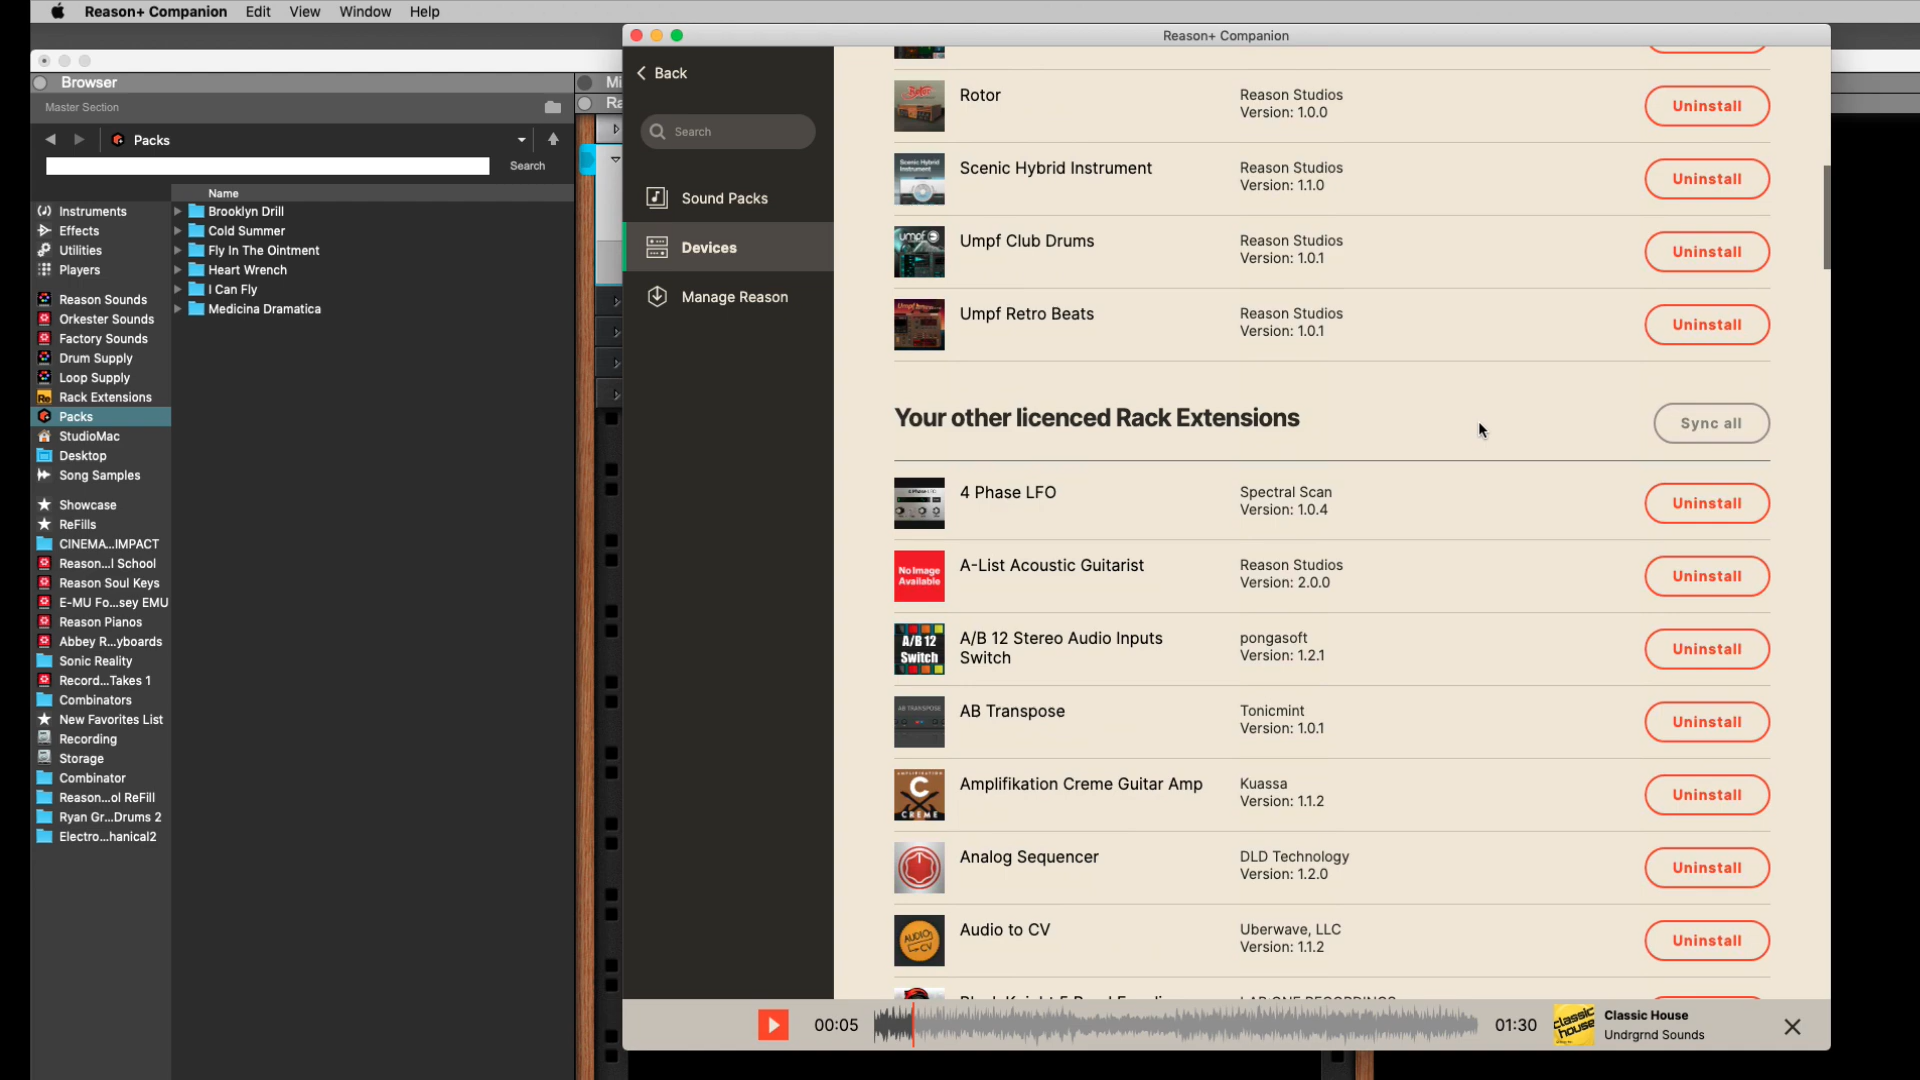 Reason+ Companion Edit View Window Help
Browser
Master Section
Packs
Search
Name
Instruments
Effects
Utilities
Players
Reason Sounds
Orkester Sounds
Factory Sounds
Drum Supply
Loop Supply
Rack Extensions
Packs
StudioMac
Desktop
Song Samples
Showcase
ReFills
CINEMA...IMPACT
Reason...l School
Reason Soul Keys
E-MU Fo...sey EMU
Reason Pianos
Abbey R...yboards
Sonic Reality
Record...Takes 1
Combinators
New Favorites List
Recording
Storage
Combinator
Reason...ol ReFill
Ryan Gr...Drums 2
Electro...hanical2
Brooklyn Drill
Cold Summer
Fly In The Ointment
Heart Wrench
I Can Fly
Medicina Dramatica
Mi
Ra
Reason+ Companion
Back
Search
Sound Packs
Devices
Manage Reason
Rotor
Reason Studios
Version: 1.0.0
Uninstall
Scenic Hybrid Instrument
Reason Studios
Version: 1.1.0
Uninstall
Umpf Club Drums
Reason Studios
Version: 1.0.1
Uninstall
Umpf Retro Beats
Reason Studios
Version: 1.0.1
Uninstall
Your other licenced Rack Extensions
Sync all
4 Phase LFO
Spectral Scan
Version: 1.0.4
Uninstall
No Image
Available
A-List Acoustic Guitarist
Reason Studios
Version: 2.0.0
Uninstall
A/B 12
Switch
A/B 12 Stereo Audio Inputs
Switch
pongasoft
Version: 1.2.1
Uninstall
AB TRANSPOSE
AB Transpose
Tonicmint
Version: 1.0.1
Uninstall
C
CREME
Amplifikation Creme Guitar Amp
Kuassa
Version: 1.1.2
Uninstall
Analog Sequencer
DLD Technology
Version: 1.2.0
Uninstall
AUDIO
CV
Audio to CV
Uberwave, LLC
Version: 1.1.2
Uninstall
00:05
01:30
classic
house
Classic House
Undrgrnd Sounds